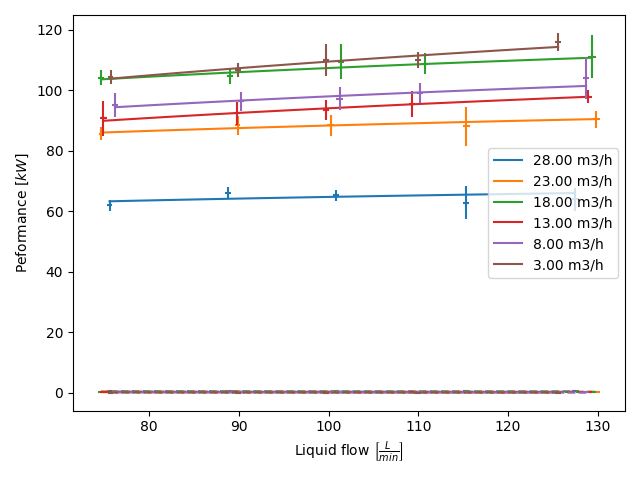 120
100
80
60
40
20
0
Peformance [kW]
28.00 m3/h
23.00 m3/h
18.00 m3/h
13.00 m3/h
8.00 m3/h
3.00 m3/h
80 90 100 110 120 130
Liquid flow [L/min]